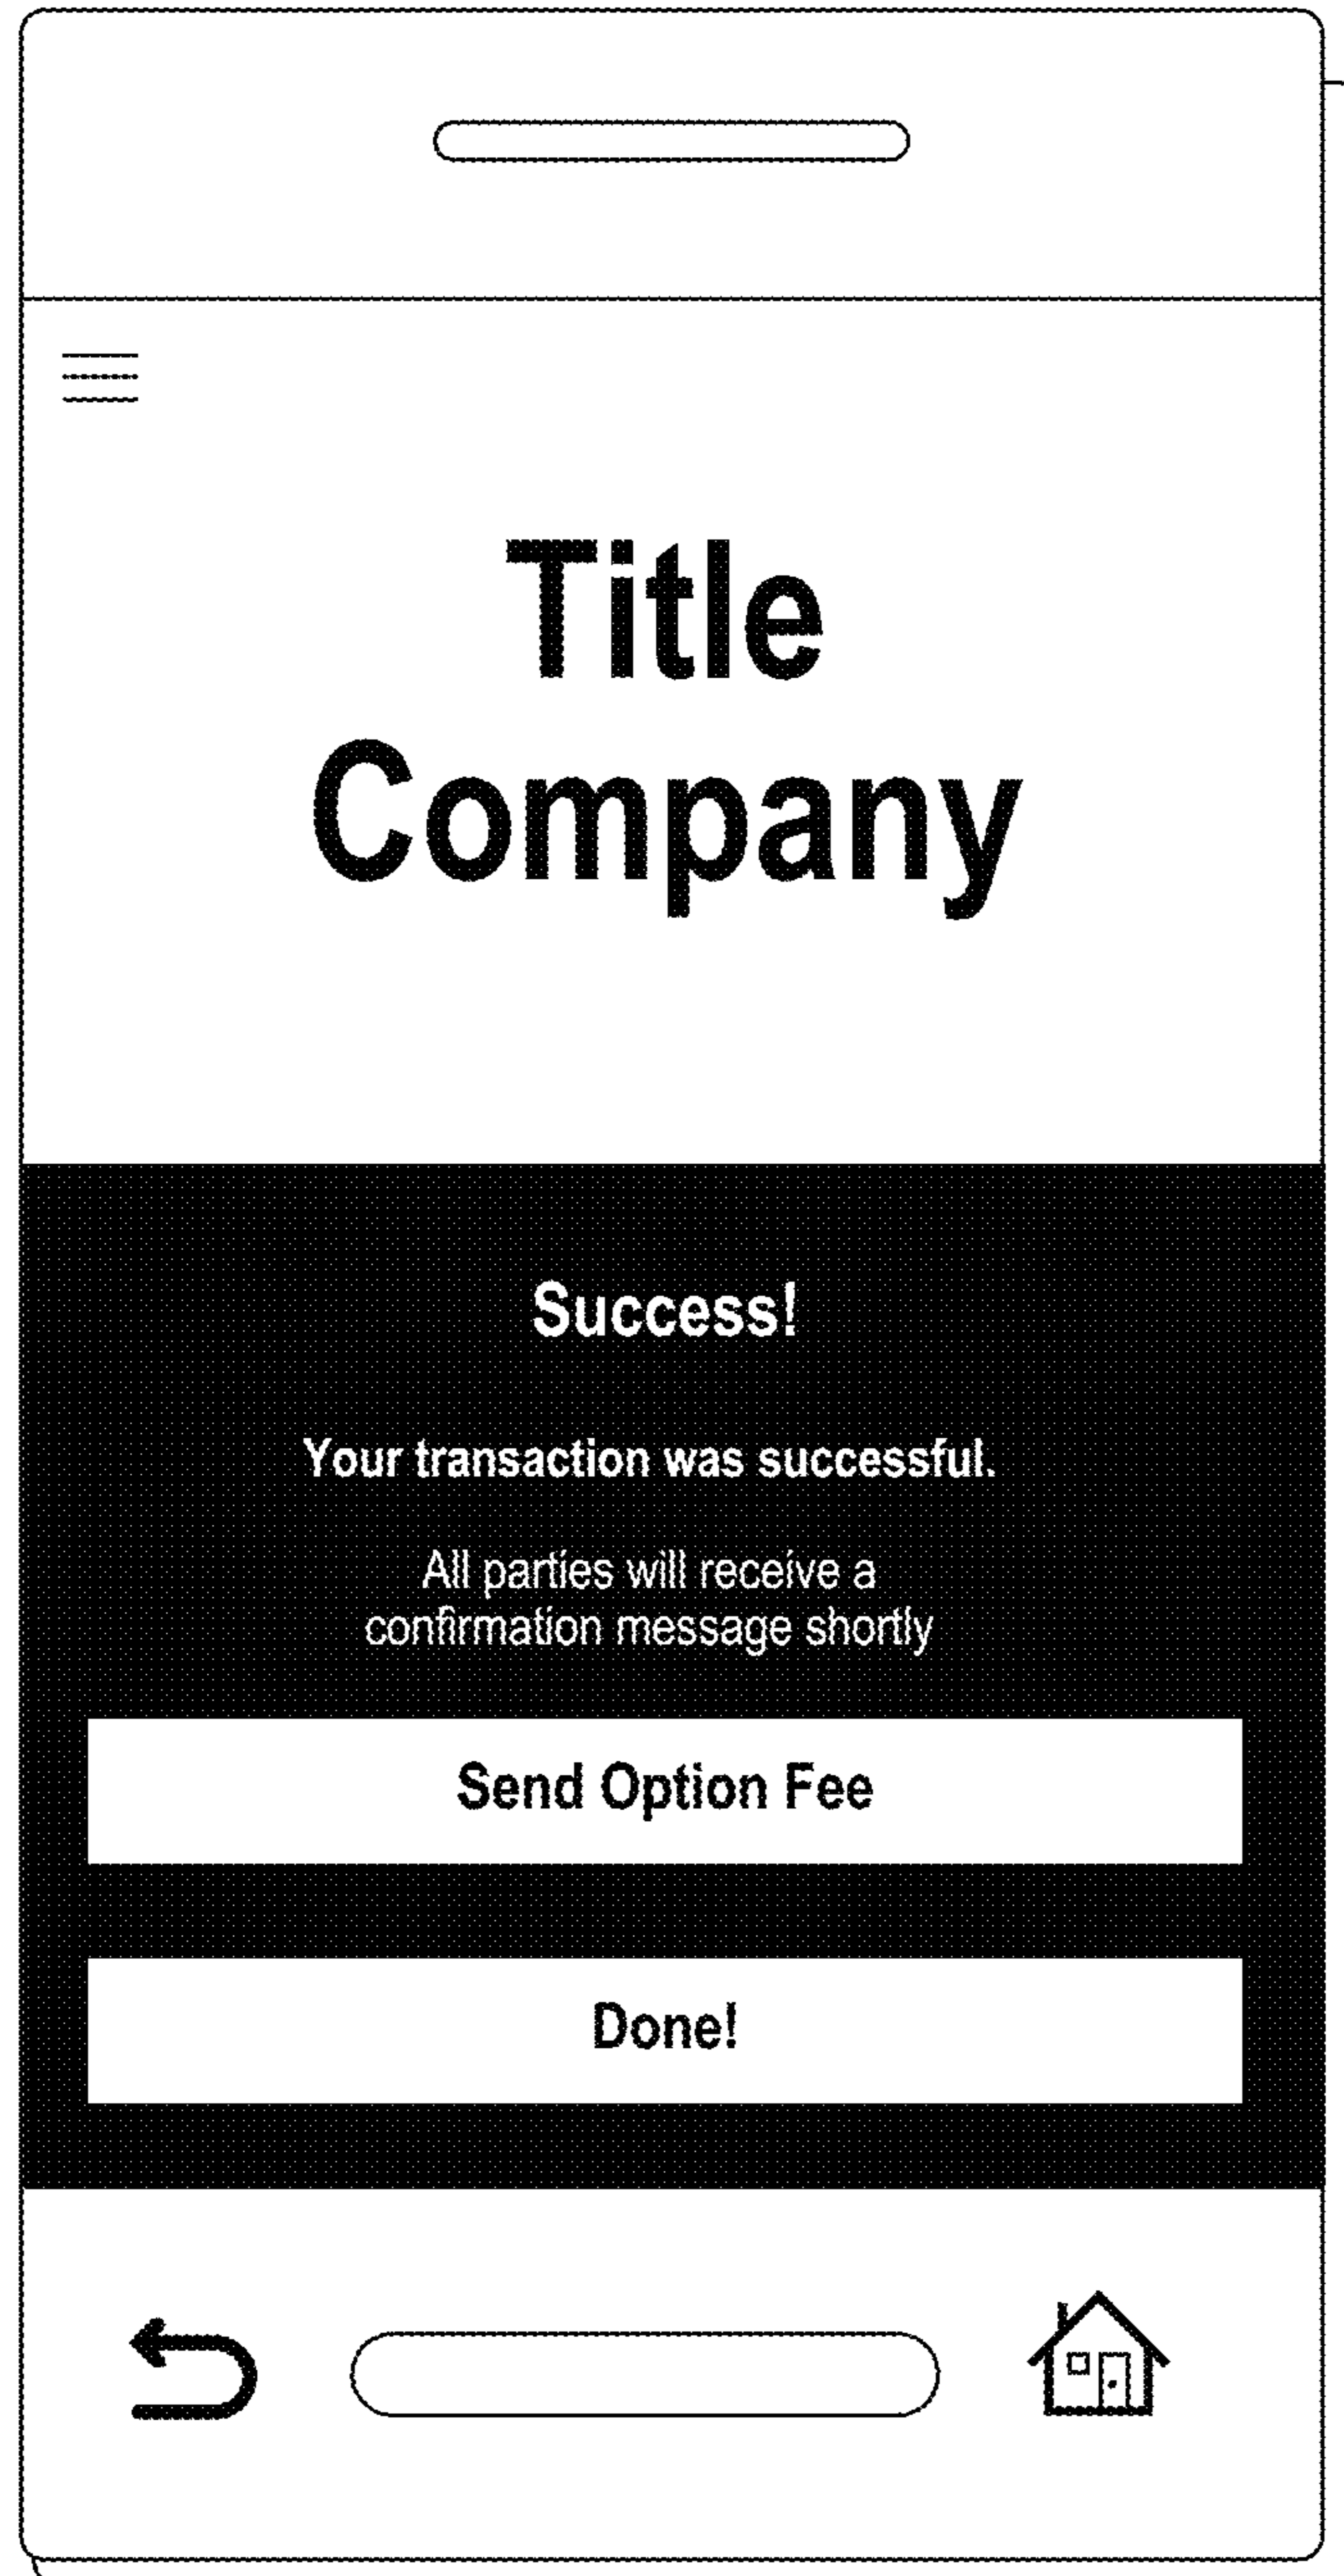 Title
Company
Success!
Your transaction was successful.
All parties will receive a
confirmation message shortly
Send Option Fee
Done!